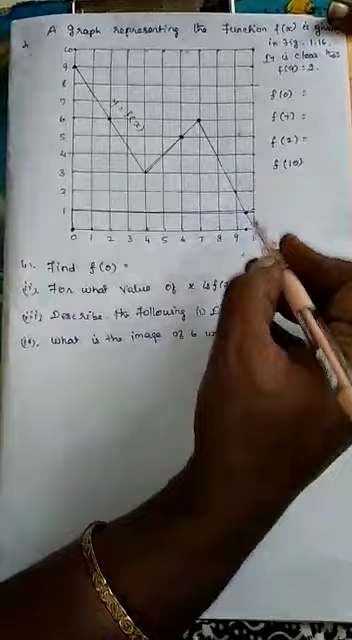 A graph representing the function f(x) is given
in Fig. 1.16.
It is clear that
f(9) = 2.
f(0) =
f(7) =
f(2) =
f(10)
y = f(x)
10
9
8
7
6
5
4
3
2
1
0 1 2 3 4 5 6 7 8 9
Find f(0) =
(ii), For what value of x is f(
(iii) Describe the following (i) D
(iv). what is the image of 6 u